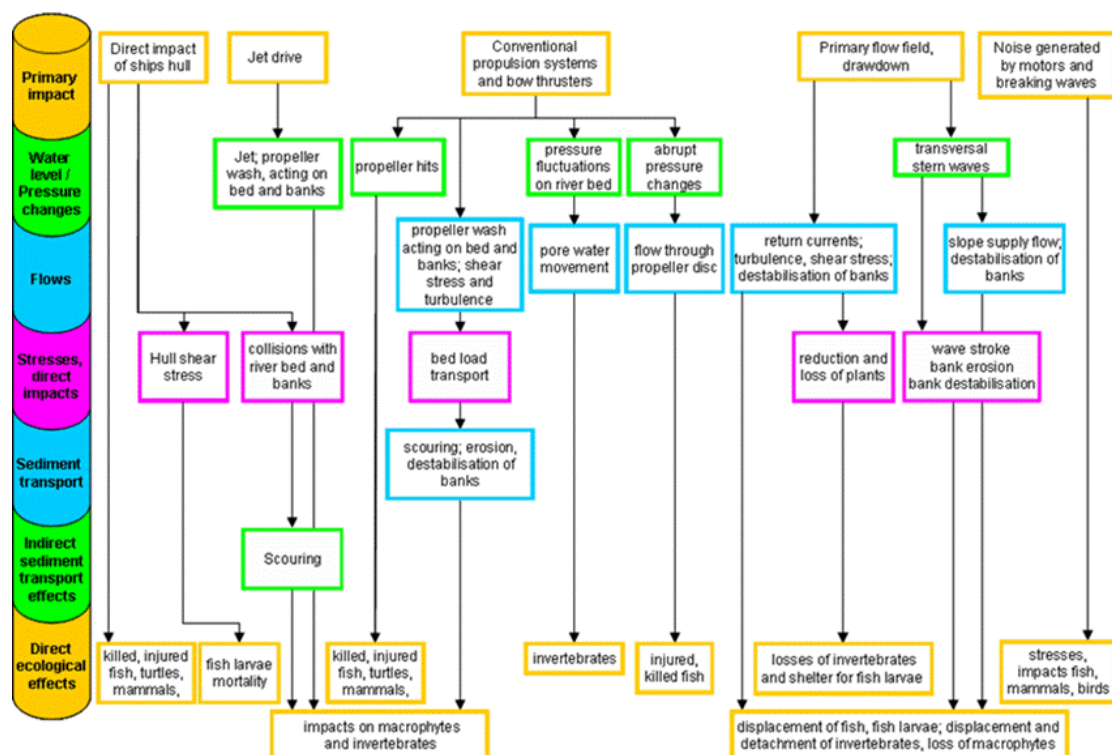 Primary
impact
Water
level /
Pressure
changes
Flows
Stresses,
direct
impacts
Sediment
transport
Indirect
sediment
transport
effects
Direct
ecological
effects
Direct impact
of ships hull
Jet drive
Conventional
propulsion systems
and bow thrusters
Primary flow field,
drawdown
Noise generated
by motors and
breaking waves
Jet; propeller
wash, acting on
bed and banks
propeller hits
pressure
fluctuations
on river bed
abrupt
pressure
changes
transversal
stern waves
propeller wash
acting on bed and
banks; shear
stress and
turbulence
pore water
movement
flow through
propeller disc
return currents;
turbulence, shear stress;
destabilisation of banks
slope supply flow;
destabilisation of
banks
Hull shear
stress
collisions with
river bed and
banks
bed load
transport
reduction and
loss of plants
wave stroke
bank erosion
bank destabilisation
scouring; erosion,
destabilisation of
banks
Scouring
killed, injured
fish, turtles,
mammals,
fish larvae
mortality
killed, injured
fish, turtles,
mammals,
invertebrates
injured,
killed fish
losses of invertebrates
and shelter for fish larvae
stresses,
impacts fish,
mammals, birds
impacts on macrophytes
and invertebrates
displacement of fish, fish larvae; displacement and
detachment of invertebrates, loss of macrophytes